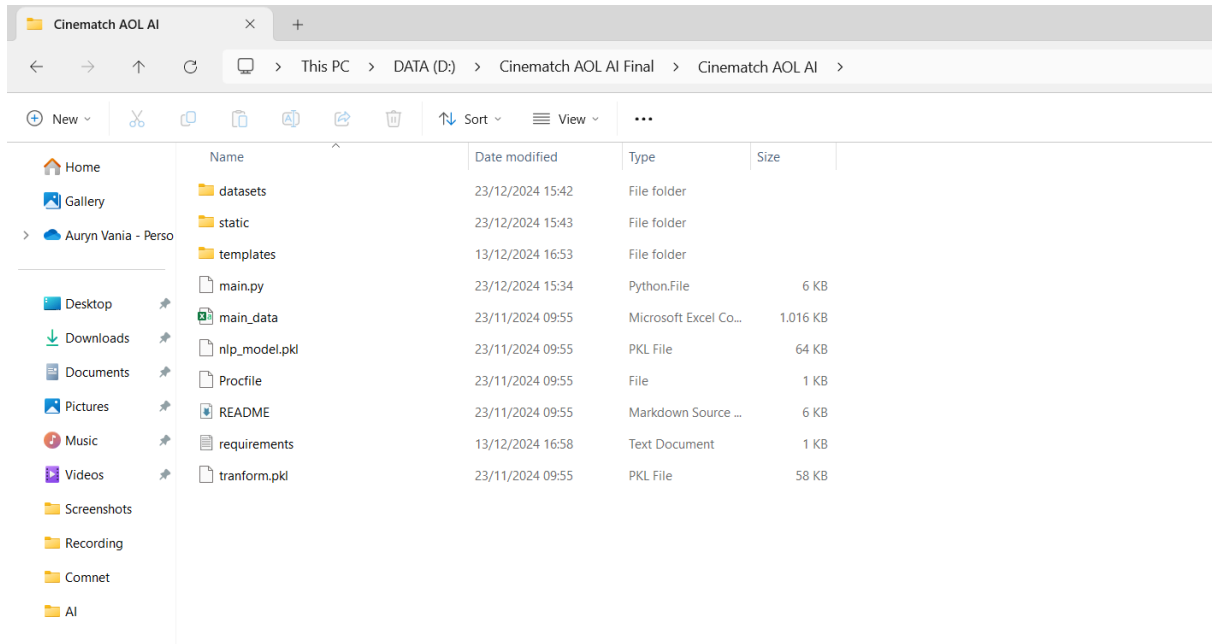 Cinematch AOL AI
This PC > DATA (D:) > Cinematch AOL AI Final > Cinematch AOL AI >
New Sort View ...
Home
Gallery
Auryn Vania - Perso
Desktop
Downloads
Documents
Pictures
Music
Videos
Screenshots
Recording
Comnet
AI
Name Date modified Type Size
datasets 23/12/2024 15:42 File folder
static 23/12/2024 15:43 File folder
templates 13/12/2024 16:53 File folder
main.py 23/12/2024 15:34 Python.File 6 KB
main_data 23/11/2024 09:55 Microsoft Excel Co... 1.016 KB
nlp_model.pkl 23/11/2024 09:55 PKL File 64 KB
Procfile 23/11/2024 09:55 File 1 KB
README 23/11/2024 09:55 Markdown Source ... 6 KB
requirements 13/12/2024 16:58 Text Document 1 KB
tranform.pkl 23/11/2024 09:55 PKL File 58 KB